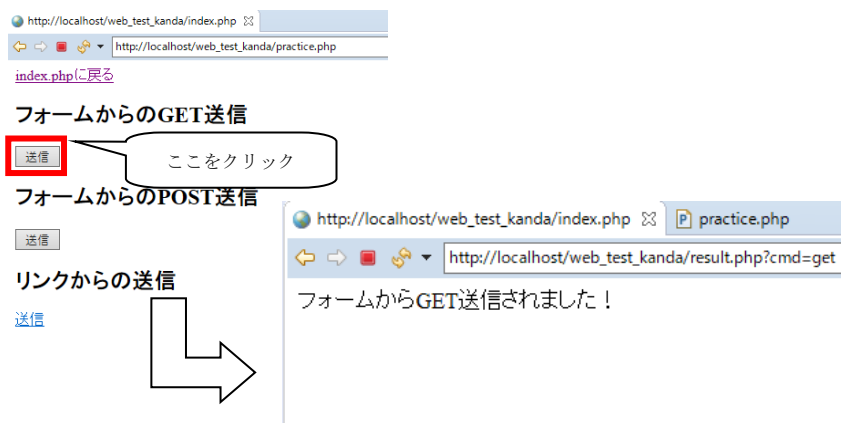 http://localhost/web_test_kanda/index.php
http://localhost/web_test_kanda/practice.php
index.phpに戻る
フォームからのGET送信
送信
ここをクリック
フォームからのPOST送信
送信
リンクからの送信
送信
http://localhost/web_test_kanda/index.php
practice.php
http://localhost/web_test_kanda/result.php?cmd=get
フォームからGET送信されました！